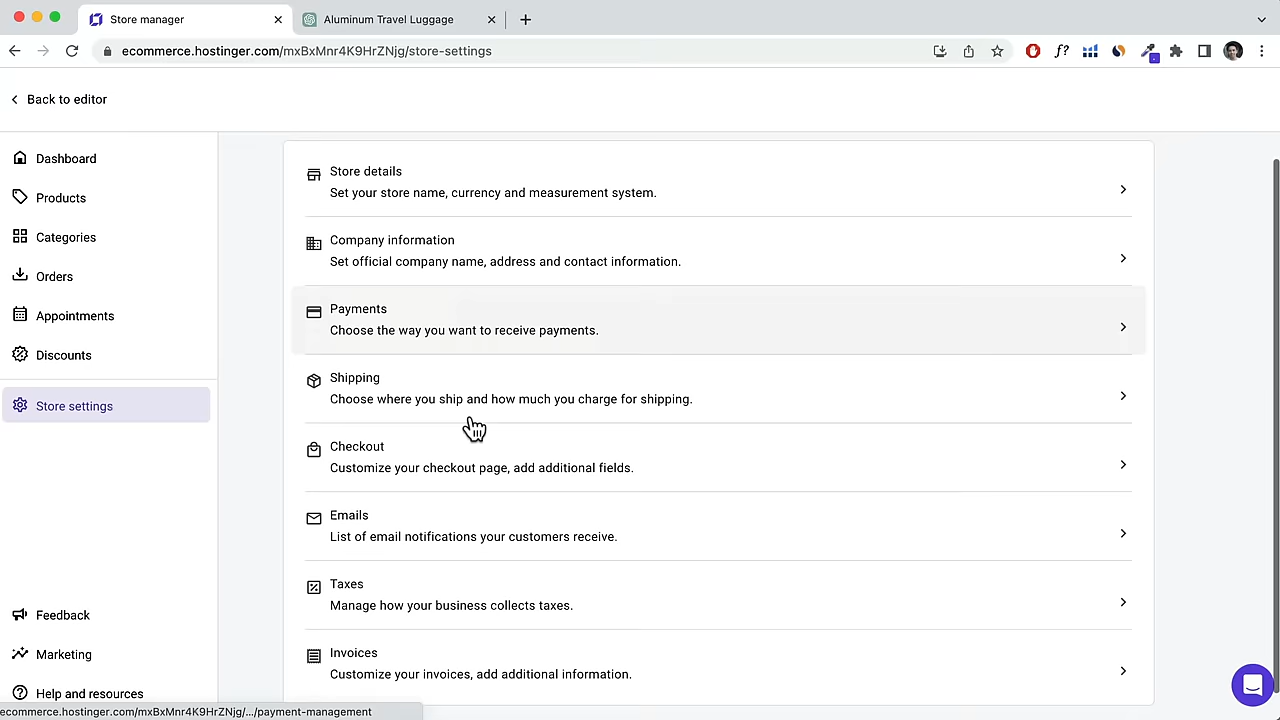 Store manager
Aluminum Travel Luggage
ecommerce.hostinger.com/mxBxMnr4K9HrZNjg/store-settings
f?
Back to editor
Dashboard
Products
Categories
Orders
Appointments
Discounts
Store settings
Feedback
Marketing
Help and resources
Store details
Set your store name, currency and measurement system.
Company information
Set official company name, address and contact information.
Payments
Choose the way you want to receive payments.
Shipping
Choose where you ship and how much you charge for shipping.
Checkout
Customize your checkout page, add additional fields.
Emails
List of email notifications your customers receive.
Taxes
Manage how your business collects taxes.
Invoices
Customize your invoices, add additional information.
ecommerce.hostinger.com/mxBxMnr4K9HrZNjg/.../payment-management